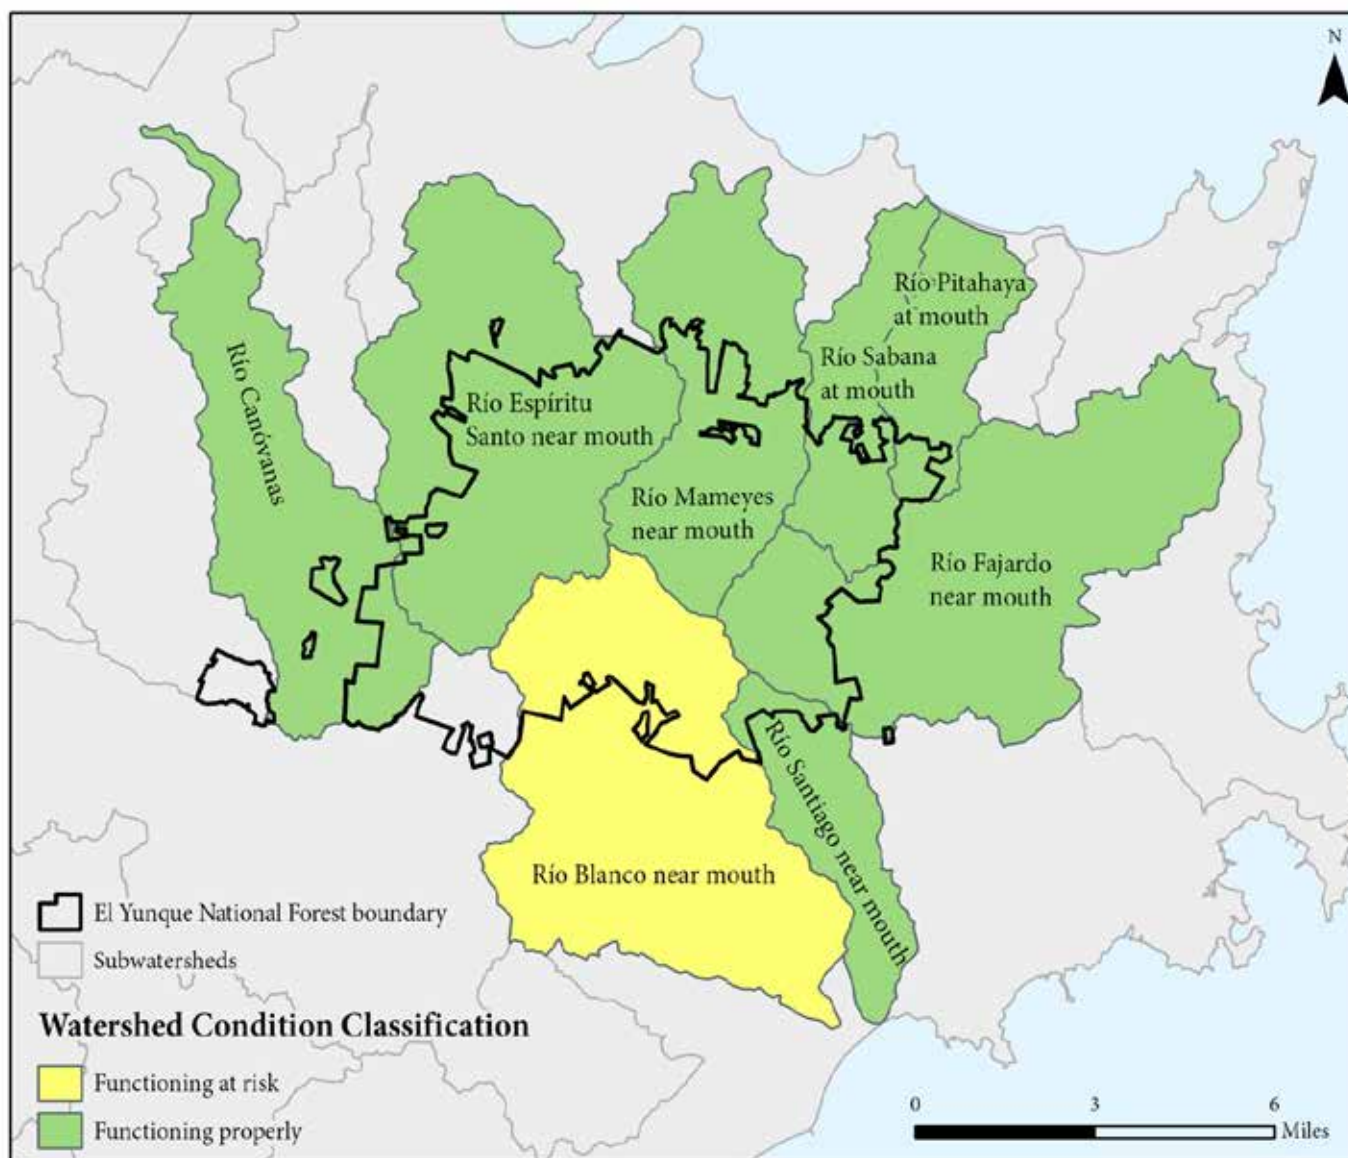 N
Río Pitahaya
at mouth
Río Sabana
at mouth
Río Canóvanas
Río Espíritu
Santo near mouth
Río Mameyes
near mouth
Río Fajardo
near mouth
Río Santiago near mouth
Río Blanco near mouth
El Yunque National Forest boundary
Subwatersheds
Watershed Condition Classification
Functioning at risk
Functioning properly
0 3 6
Miles